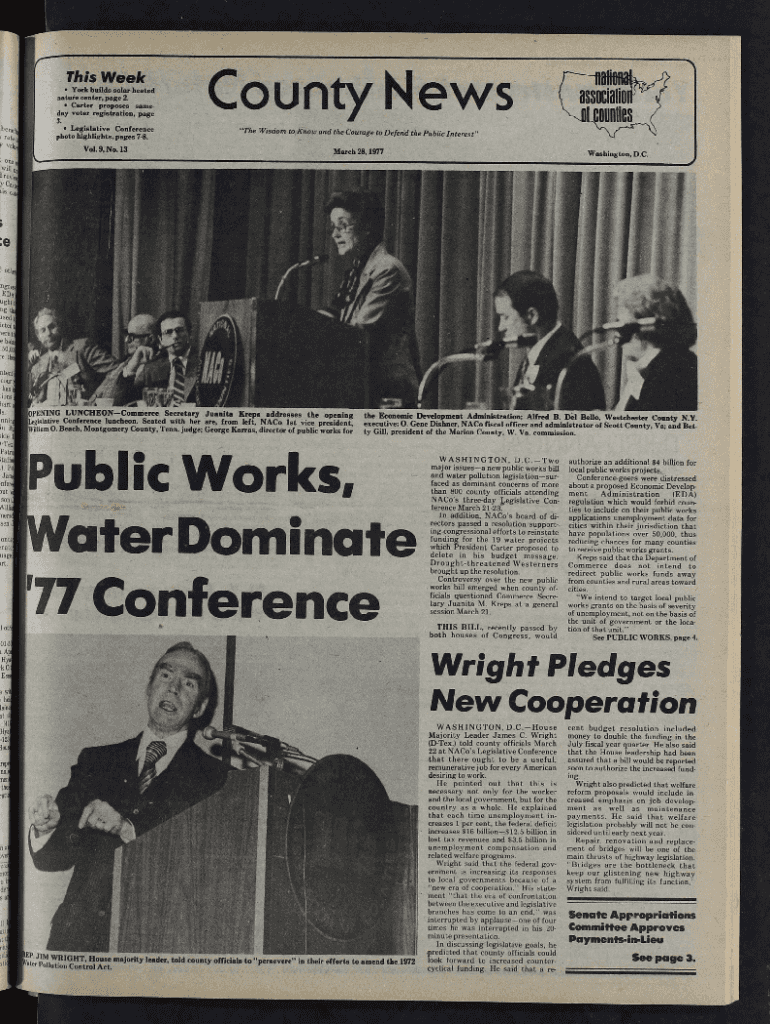 This Week
• York builds solar heated
nature center, page 2.
• Carter proposes same-
day voter registration, page
3.
• Legislative Conference
photo highlights, pages 7-8.
Vol. 9, No. 13
County News
"The Wisdom to Know and the Courage to Defend the Public Interest"
March 28, 1977
national
association
of counties
Washington, D.C.
NACo
OPENING LUNCHEON—Commerce Secretary Juanita Kreps addresses the opening
Legislative Conference luncheon. Seated with her are, from left, NACo 1st vice president,
William O. Beach, Montgomery County, Tenn. judge; George Karras, director of public works for
the Economic Development Administration; Alfred B. Del Bello, Westchester County N.Y.
executive; O. Gene Dishner, NACo fiscal officer and administrator of Scott County, Va; and Bet-
ty Gill, president of the Marion County, W. Va. commission.
Public Works,
Water Dominate
'77 Conference
WASHINGTON, D.C.—Two
major issues—a new public works bill
and water pollution legislation—sur-
faced as dominant concerns of more
than 800 county officials attending
NACo's three-day Legislative Con-
ference March 21-23.
In addition, NACo's board of di-
rectors passed a resolution support-
ing congressional efforts to reinstate
funding for the 19 water projects
which President Carter proposed to
delete in his budget message.
Drought-threatened Westerners
brought up the resolution.
Controversy over the new public
works bill emerged when county of-
ficials questioned Commerce Secre-
tary Juanita M. Kreps at a general
session March 21.
THIS BILL, recently passed by
both houses of Congress, would
authorize an additional $4 billion for
local public works projects.
Conference-goers were distressed
about a proposed Economic Develop-
ment Administration (EDA)
regulation which would forbid coun-
ties to include on their public works
applications unemployment data for
cities within their jurisdiction that
have populations over 50,000, thus
reducing chances for many counties
to receive public works grants.
Kreps said that the Department of
Commerce does not intend to
redirect public works funds away
from counties and rural areas toward
cities.
"We intend to target local public
works grants on the basis of severity
of unemployment, not on the basis of
the unit of government or the loca-
tion of that unit."
See PUBLIC WORKS, page 4.
Wright Pledges
New Cooperation
WASHINGTON, D.C.—House
Majority Leader James C. Wright
(D-Tex.) told county officials March
22 at NACo's Legislative Conference
that there ought to be a useful,
remunerative job for every American
desiring to work.
He pointed out that this is
necessary not only for the worker
and the local government, but for the
country as a whole. He explained
that each time unemployment in-
creases 1 per cent, the federal deficit
increases $16 billion—$12.5 billion in
lost tax revenue and $3.5 billion in
unemployment compensation and
related welfare programs.
Wright said that the federal gov-
ernment is increasing its responses
to local governments because of a
"new era of cooperation." His state-
ment "that the era of confrontation
between the executive and legislative
branches has come to an end," was
interrupted by applause—one of four
times he was interrupted in his 20-
minute presentation.
In discussing legislative goals, he
predicted that county officials could
look forward to increased counter-
cyclical funding. He said that a re-
cent budget resolution included
money to double the funding in the
July fiscal year quarter. He also said
that the House leadership had been
assured that a bill would be reported
soon to authorize the increased fund-
ing.
Wright also predicted that welfare
reform proposals would include in-
creased emphasis on job develop-
ment as well as maintenance
payments. He said that welfare
legislation probably will not be con-
sidered until early next year.
Repair, renovation and replace-
ment of bridges will be one of the
main thrusts of highway legislation.
"Bridges are the bottleneck that
keep our glistening new highway
system from fulfilling its function,"
Wright said.
Senate Appropriations
Committee Approves
Payments-in-Lieu
See page 3.
REP. JIM WRIGHT, House majority leader, told county officials to "persevere" in their efforts to amend the 1972
Water Pollution Control Act.